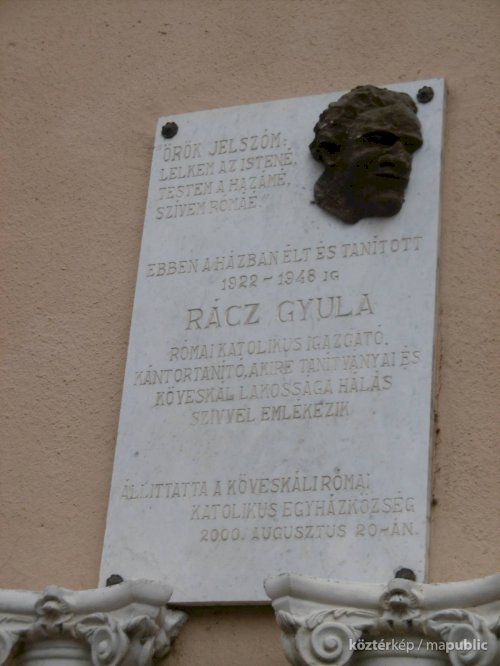 "ÖRÖK JELSZÓM:
LELKEM AZ ISTENÉ,
TESTEM A HAZÁMÉ,
SZÍVEM RÓMÁÉ."
EBBEN A HÁZBAN ÉLT ÉS TANÍTOTT
1922 - 1948 IG
RÁCZ GYULA
RÓMAI KATOLIKUS IGAZGATÓ,
KÁNTORTANÍTÓ, AKIRE TANÍTVÁNYAI ÉS
KÖVESKÁL LAKOSSÁGA HÁLÁS
SZÍVVEL EMLÉKEZIK
ÁLLÍTTATTA A KÖVESKÁLI RÓMAI
KATOLIKUS EGYHÁZKÖZSÉG
2000. AUGUSZTUS 20-ÁN.
köztérkép / mapublic